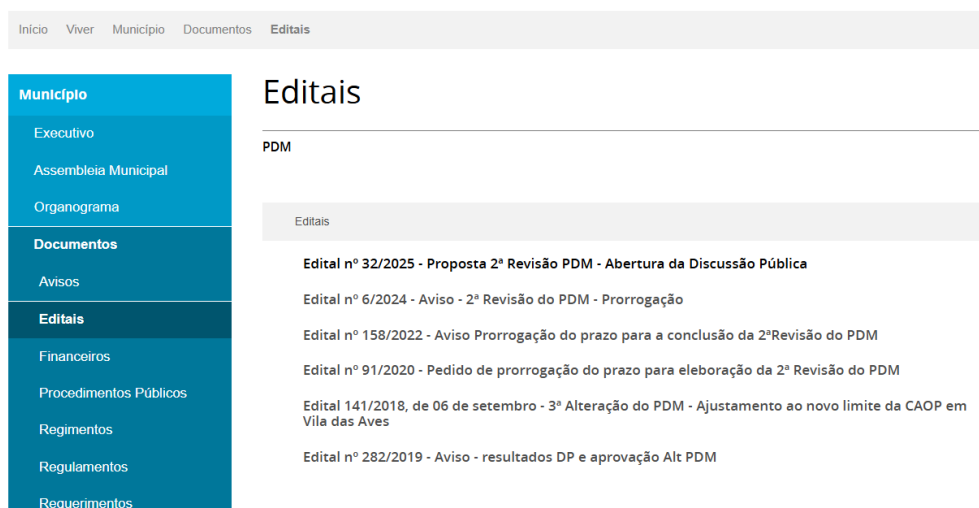 Início Viver Município Documentos Editais
Município
Executivo
Assembleia Municipal
Organograma
Documentos
Avisos
Editais
Financeiros
Procedimentos Públicos
Regimentos
Regulamentos
Requerimentos
Editais
PDM
Editais
Edital nº 32/2025 - Proposta 2ª Revisão PDM - Abertura da Discussão Pública
Edital nº 6/2024 - Aviso - 2ª Revisão do PDM - Prorrogação
Edital nº 158/2022 - Aviso Prorrogação do prazo para a conclusão da 2ªRevisão do PDM
Edital nº 91/2020 - Pedido de prorrogação do prazo para eleboração da 2ª Revisão do PDM
Edital 141/2018, de 06 de setembro - 3ª Alteração do PDM - Ajustamento ao novo limite da CAOP em
Vila das Aves
Edital nº 282/2019 - Aviso - resultados DP e aprovação Alt PDM